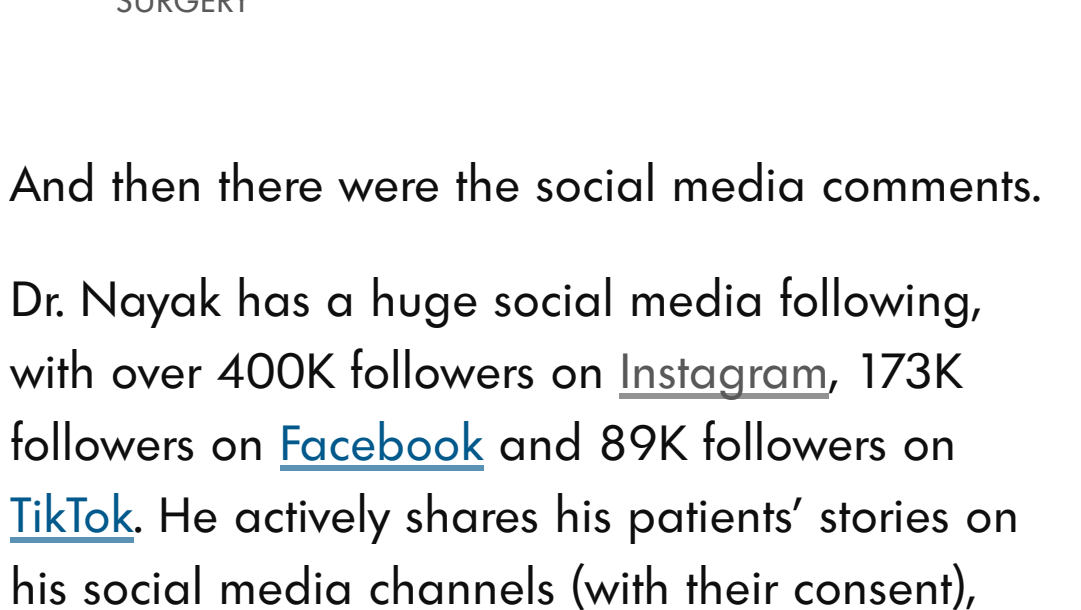 SURGERY
And then there were the social media comments.
Dr. Nayak has a huge social media following,
with over 400K followers on Instagram, 173K
followers on Facebook and 89K followers on
TikTok. He actively shares his patients’ stories on
his social media channels (with their consent),